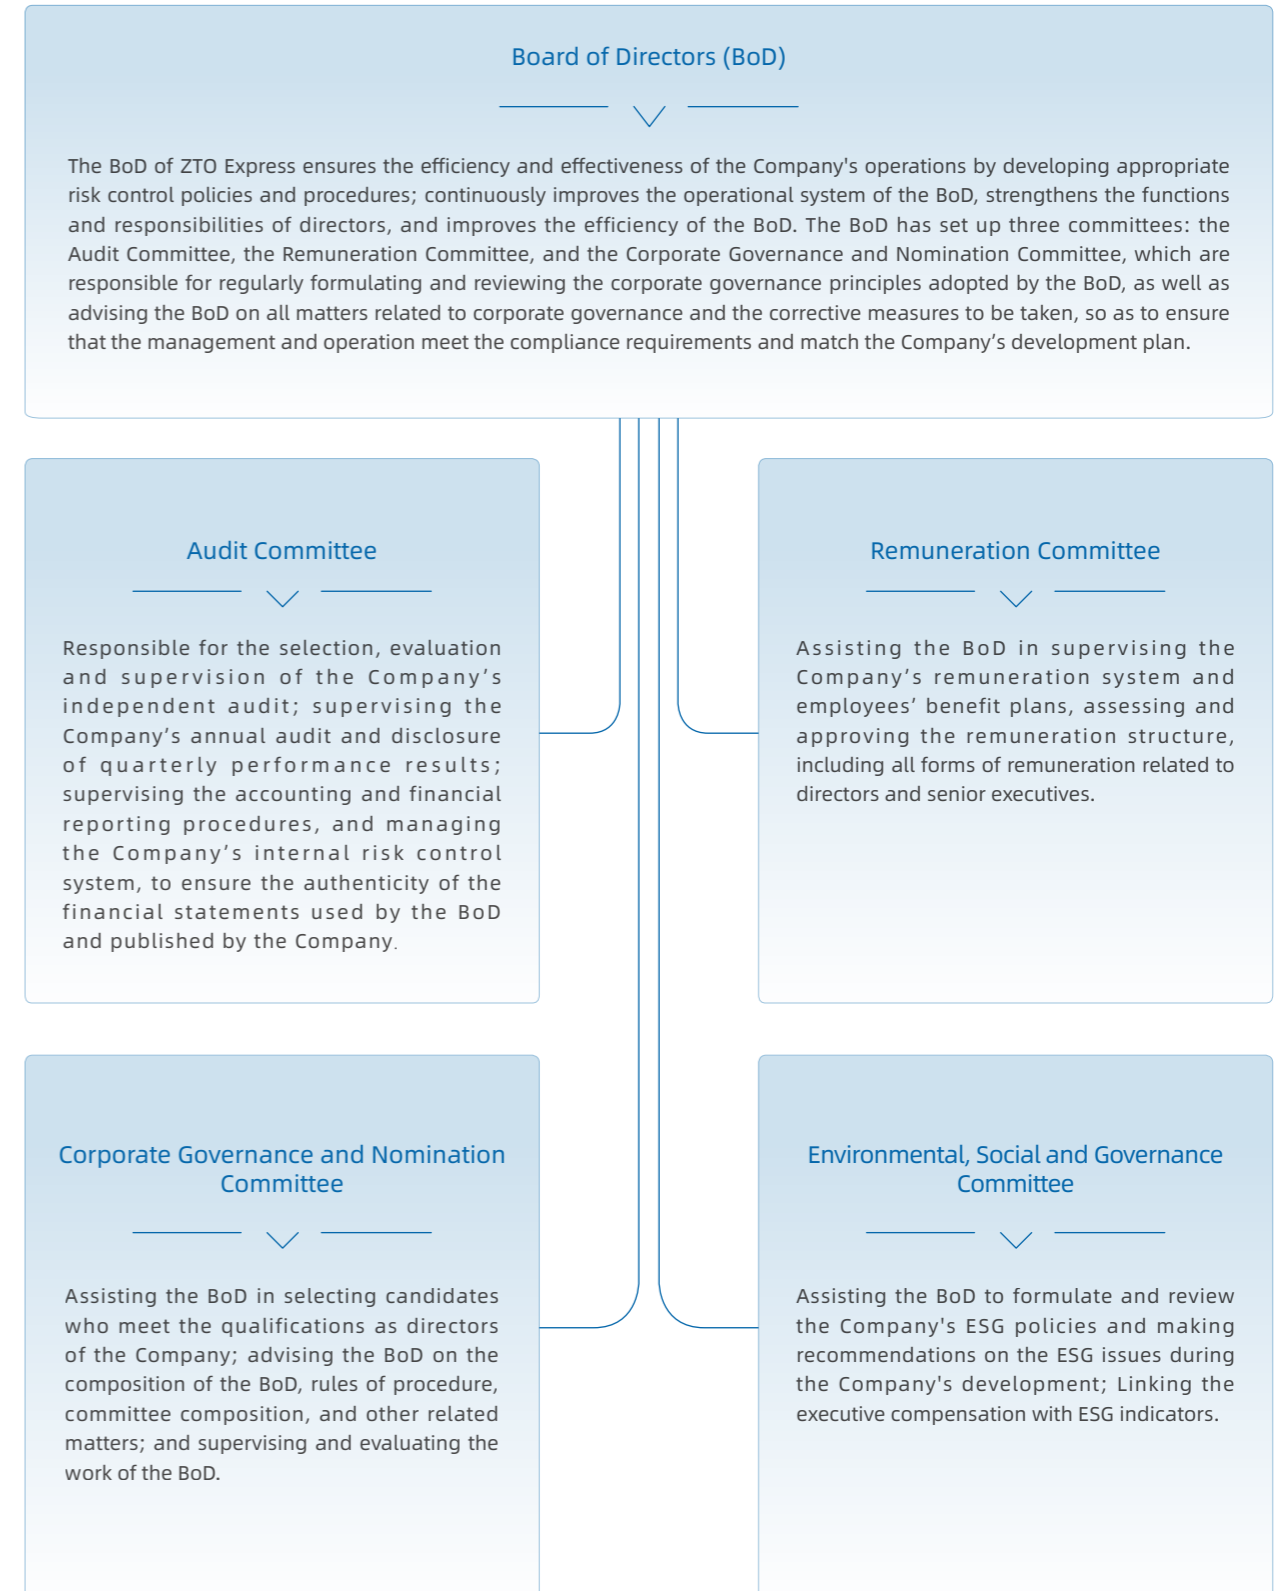 Board of Directors (BoD)
The BoD of ZTO Express ensures the efficiency and effectiveness of the Company's operations by developing appropriate
risk control policies and procedures; continuously improves the operational system of the BoD, strengthens the functions
and responsibilities of directors, and improves the efficiency of the BoD. The BoD has set up three committees: the
Audit Committee, the Remuneration Committee, and the Corporate Governance and Nomination Committee, which are
responsible for regularly formulating and reviewing the corporate governance principles adopted by the BoD, as well as
advising the BoD on all matters related to corporate governance and the corrective measures to be taken, so as to ensure
that the management and operation meet the compliance requirements and match the Company’s development plan.
Audit Committee
Responsible for the selection, evaluation
and supervision of the Company’s
independent audit; supervising the
Company’s annual audit and disclosure
of quarterly performance results;
supervising the accounting and financial
reporting procedures, and managing
the Company’s internal risk control
system, to ensure the authenticity of the
financial statements used by the BoD
and published by the Company.
Remuneration Committee
Assisting the BoD in supervising the
Company’s remuneration system and
employees’ benefit plans, assessing and
approving the remuneration structure,
including all forms of remuneration related to
directors and senior executives.
Corporate Governance and Nomination
Committee
Assisting the BoD in selecting candidates
who meet the qualifications as directors
of the Company; advising the BoD on the
composition of the BoD, rules of procedure,
committee composition, and other related
matters; and supervising and evaluating the
work of the BoD.
Environmental, Social and Governance
Committee
Assisting the BoD to formulate and review
the Company's ESG policies and making
recommendations on the ESG issues during
the Company's development; Linking the
executive compensation with ESG indicators.